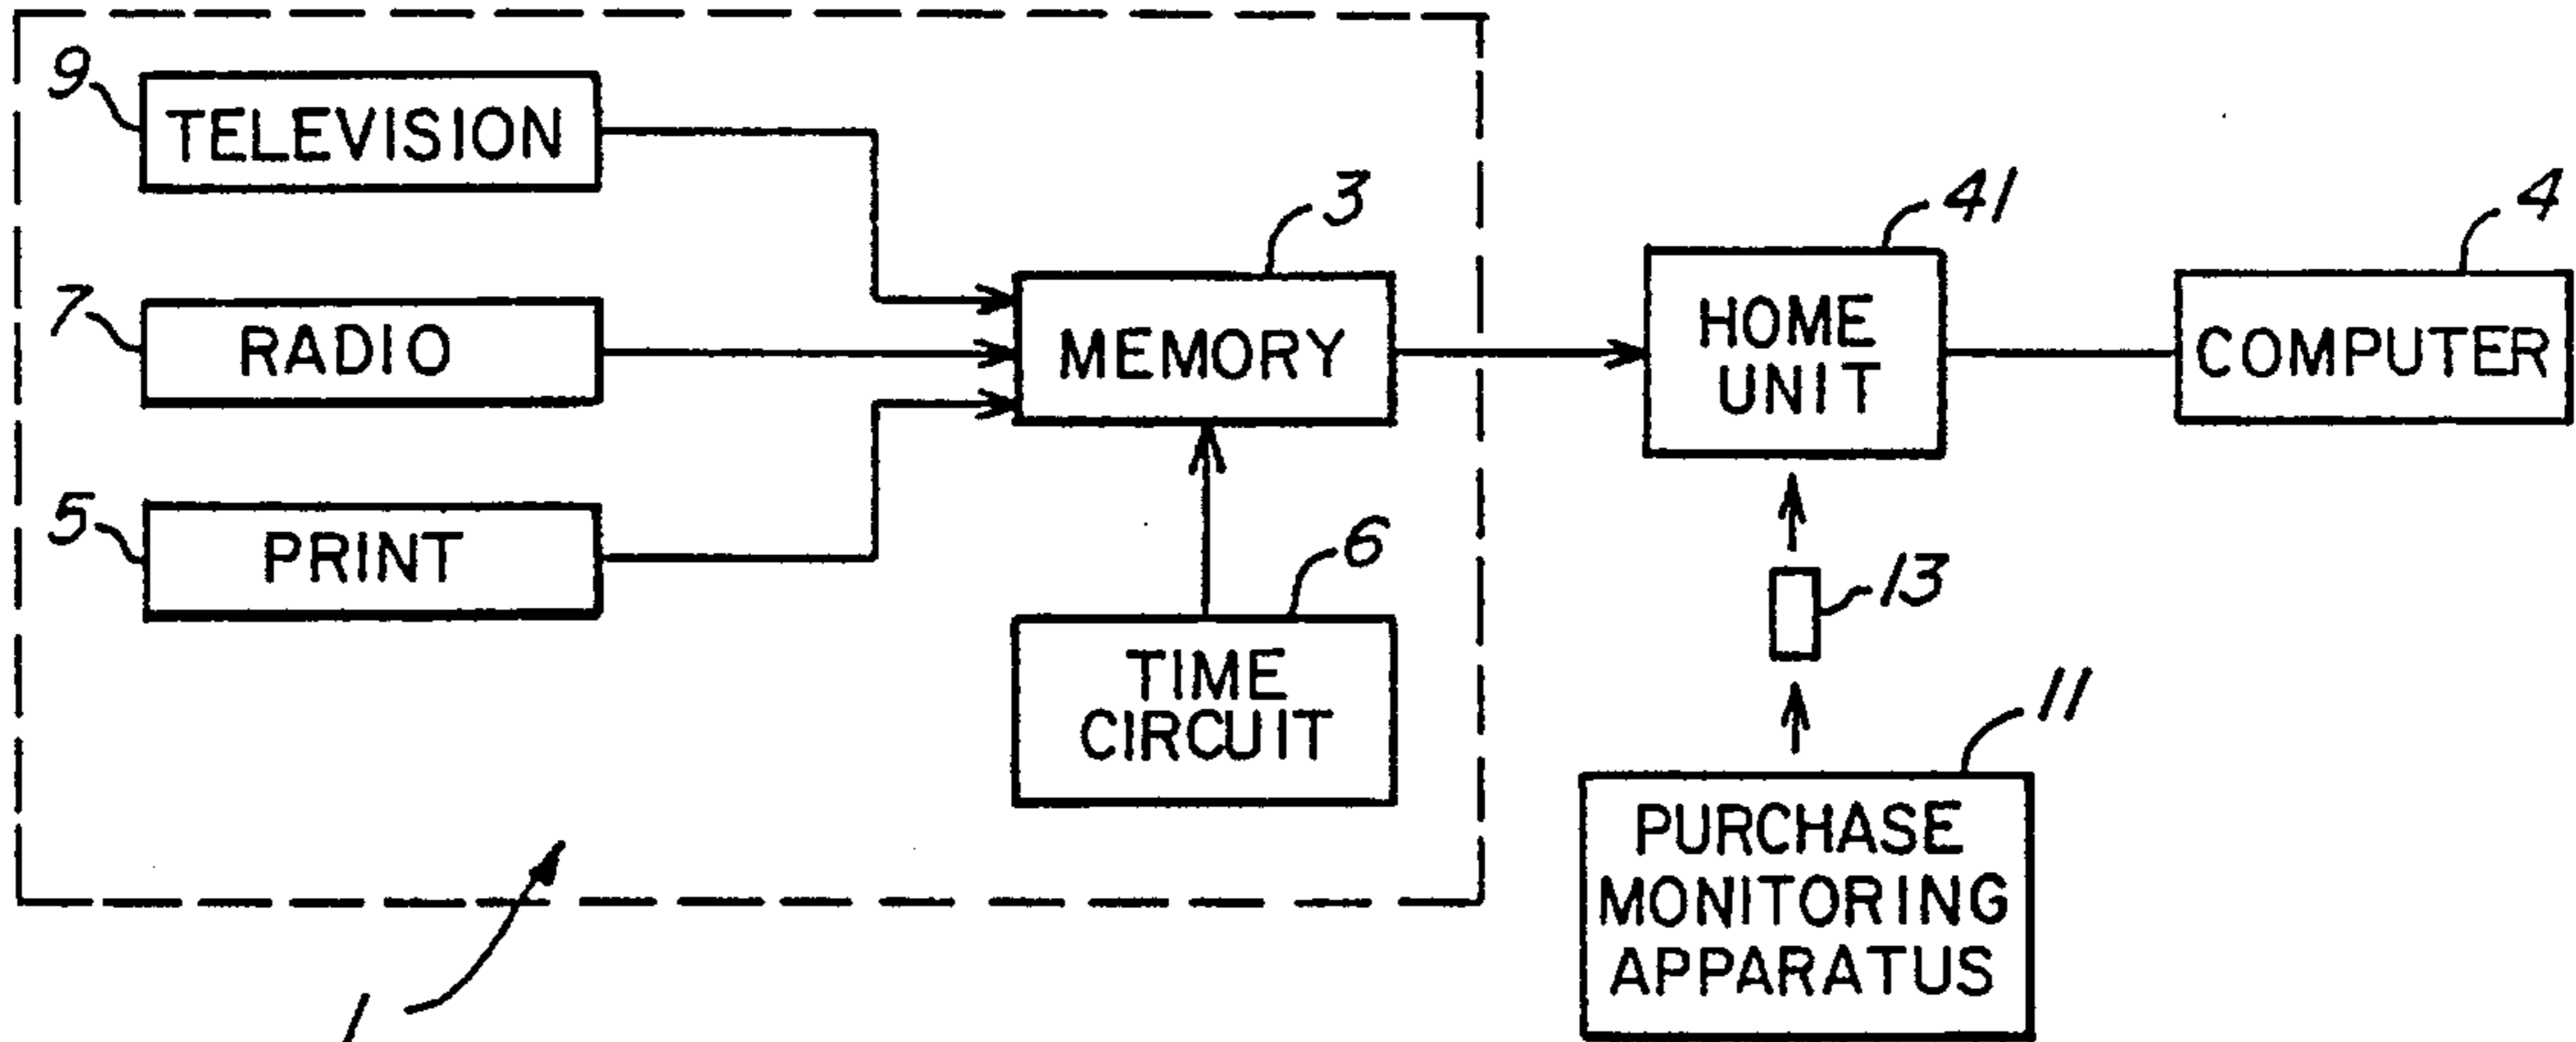 9
TELEVISION
7
RADIO
5
PRINT
3
MEMORY
6
TIME
CIRCUIT
1
41
HOME
UNIT
4
COMPUTER
13
11
PURCHASE
MONITORING
APPARATUS